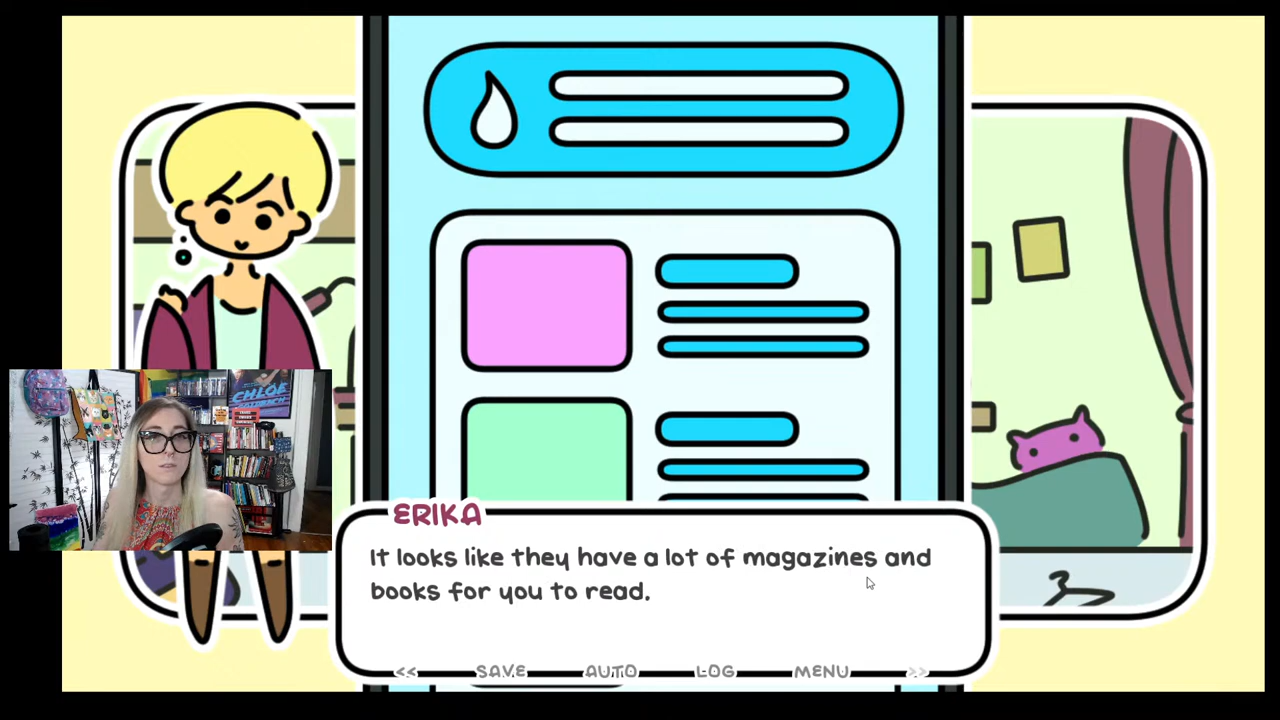 CHLOE
ERIKA
It looks like they have a lot of magazines and
books for you to read.
<< SAVE AUTO LOG MENU >>